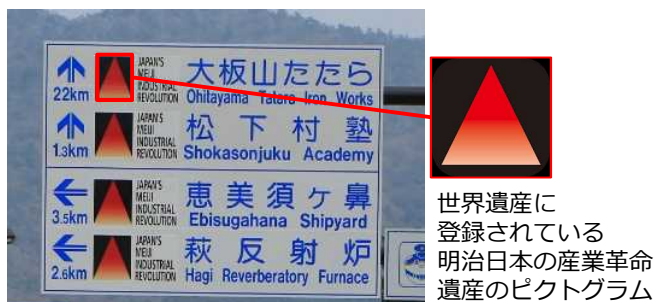 22km
JAPAN'S
MEIJI
INDUSTRIAL
REVOLUTION
大板山たたら
Ohitayama Tatara Iron Works
1.3km
JAPAN'S
MEIJI
INDUSTRIAL
REVOLUTION
松下村塾
Shokasonjuku Academy
3.5km
JAPAN'S
MEIJI
INDUSTRIAL
REVOLUTION
恵美須ヶ鼻
Ebisugahana Shipyard
2.6km
JAPAN'S
MEIJI
INDUSTRIAL
REVOLUTION
萩反射炉
Hagi Reverberatory Furnace
世界遺産に
登録されている
明治日本の産業革命
遺産のピクトグラム